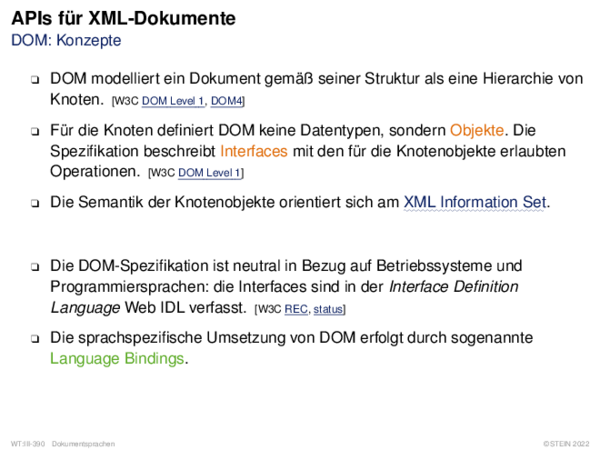 APIs für XML-Dokumente
DOM: Konzepte
❑ DOM modelliert ein Dokument gemäß seiner Struktur als eine Hierarchie von
Knoten. [W3C DOM Level 1, DOM4]
❑ Für die Knoten definiert DOM keine Datentypen, sondern Objekte. Die
Spezifikation beschreibt Interfaces mit den für die Knotenobjekte erlaubten
Operationen. [W3C DOM Level 1]
❑ Die Semantik der Knotenobjekte orientiert sich am XML Information Set.
❑ Die DOM-Spezifikation ist neutral in Bezug auf Betriebssysteme und
Programmiersprachen: die Interfaces sind in der Interface Definition
Language Web IDL verfasst. [W3C REC, status]
❑ Die sprachspezifische Umsetzung von DOM erfolgt durch sogenannte
Language Bindings.
WT:III-390 Dokumentsprachen ©STEIN 2022